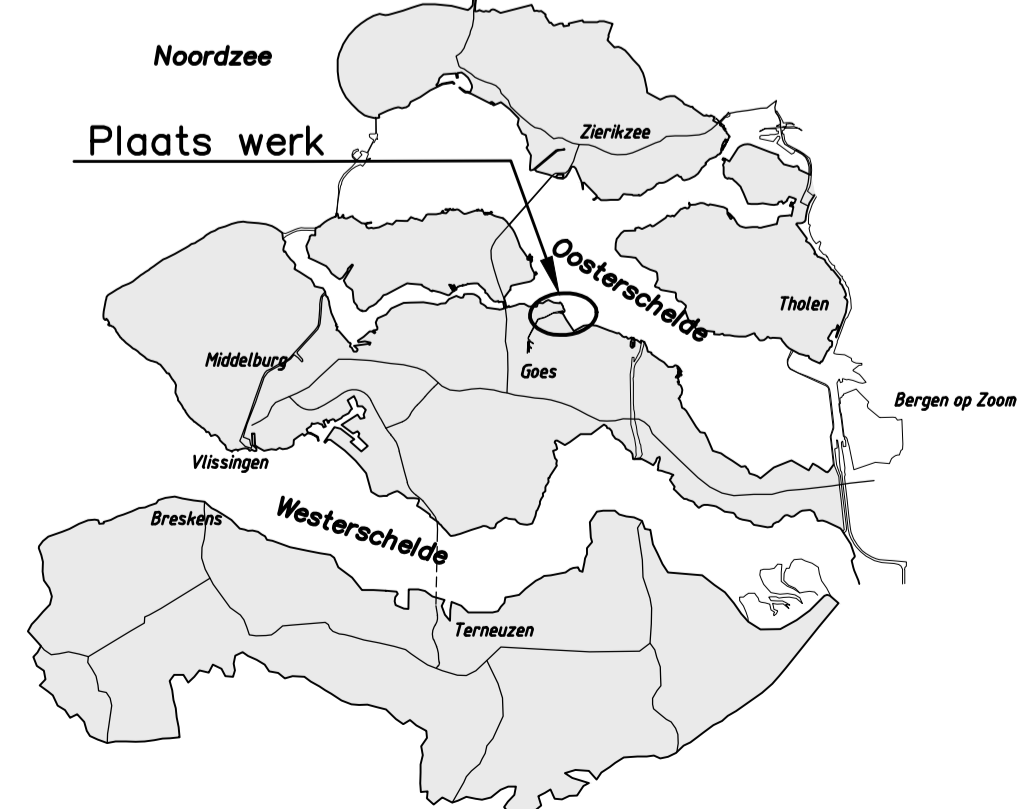 Noordzee
Plaats werk
Zierikzee
Oosterschelde
Tholen
Middelburg
Goes
Bergen op Zoom
Vlissingen
Westerschelde
Breskens
Terneuzen